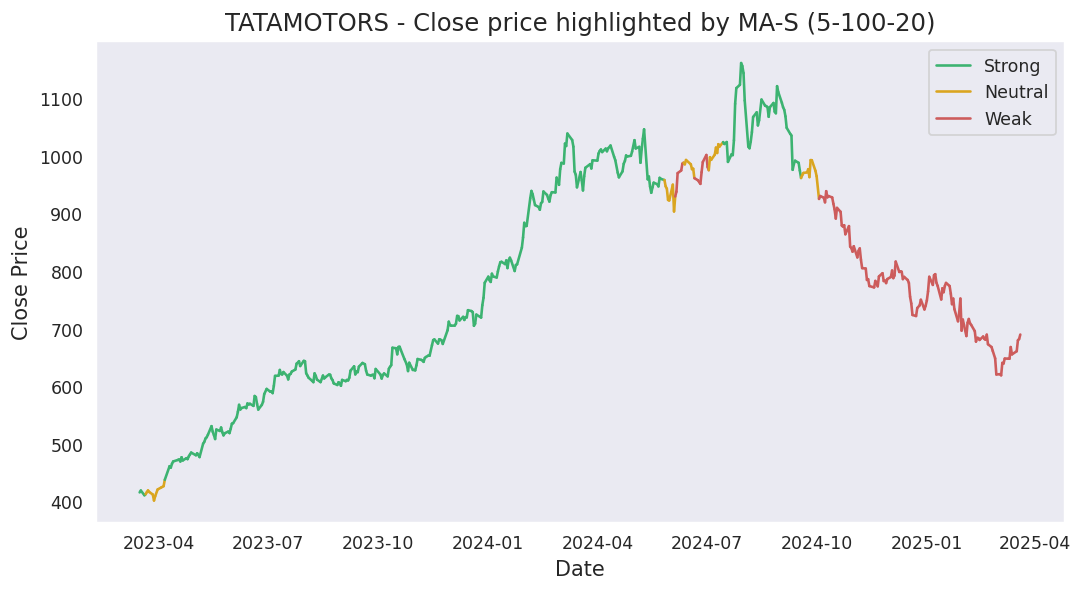 TATAMOTORS - Close price highlighted by MA-S (5-100-20)
Strong
Neutral
Weak
Close Price
1100
1000
900
800
700
600
500
400
2023-04 2023-07 2023-10 2024-01 2024-04 2024-07 2024-10 2025-01 2025-04
Date